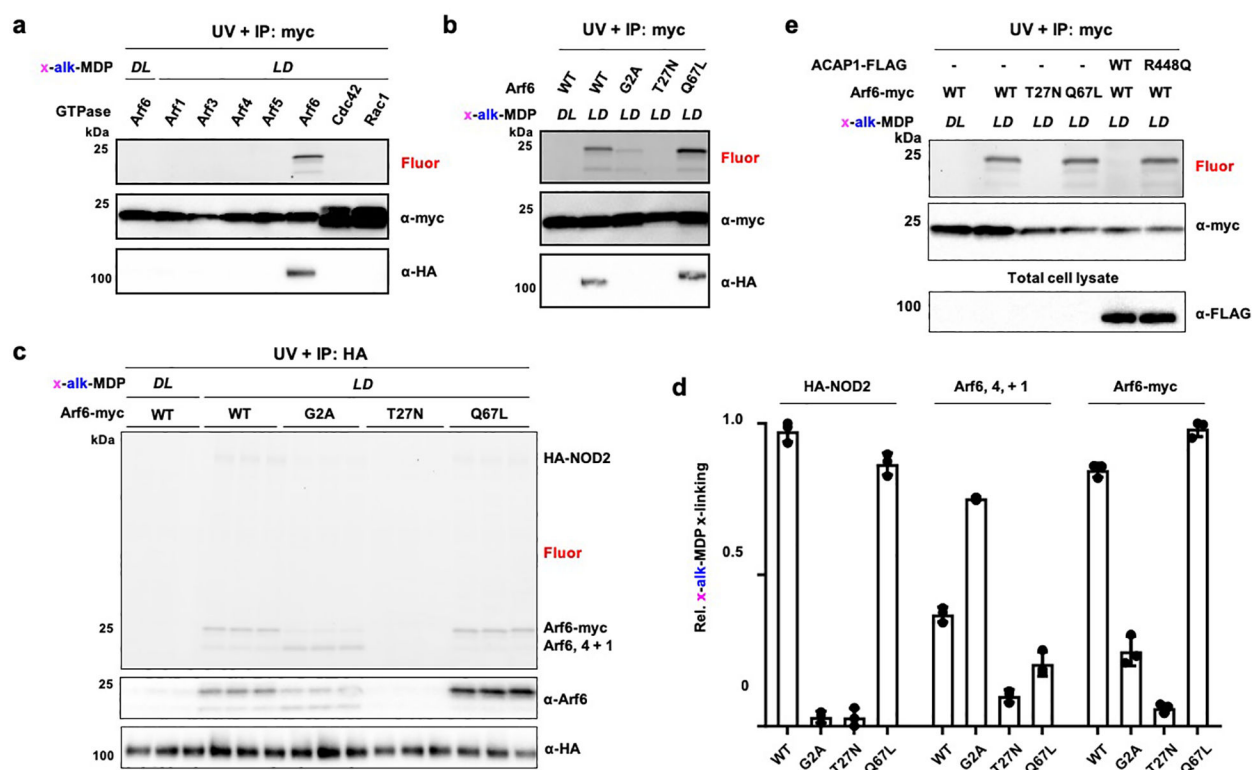 a
UV + IP: myc
x-alk-MDP DL LD
GTPase Arf6 Arf1 Arf3 Arf4 Arf5 Arf6 Cdc42 Rac1
kDa
25
Fluor
25
α-myc
100
α-HA
b
UV + IP: myc
Arf6 WT WT G2A T27N Q67L
x-alk-MDP DL LD LD LD LD
kDa
25
Fluor
25
α-myc
100
α-HA
e
UV + IP: myc
ACAP1-FLAG - - - - WT R448Q
Arf6-myc WT WT T27N Q67L WT WT
x-alk-MDP DL LD LD LD LD LD
kDa
25
Fluor
25
α-myc
Total cell lysate
100
α-FLAG
c
UV + IP: HA
x-alk-MDP DL LD
Arf6-myc WT WT G2A T27N Q67L
kDa
HA-NOD2
Fluor
25
Arf6-myc
Arf6, 4 + 1
25
α-Arf6
100
α-HA
d
HA-NOD2 Arf6, 4, + 1 Arf6-myc
Rel. x-alk-MDP x-linking
1.0
0.5
0
WT G2A T27N Q67L WT G2A T27N Q67L WT G2A T27N Q67L